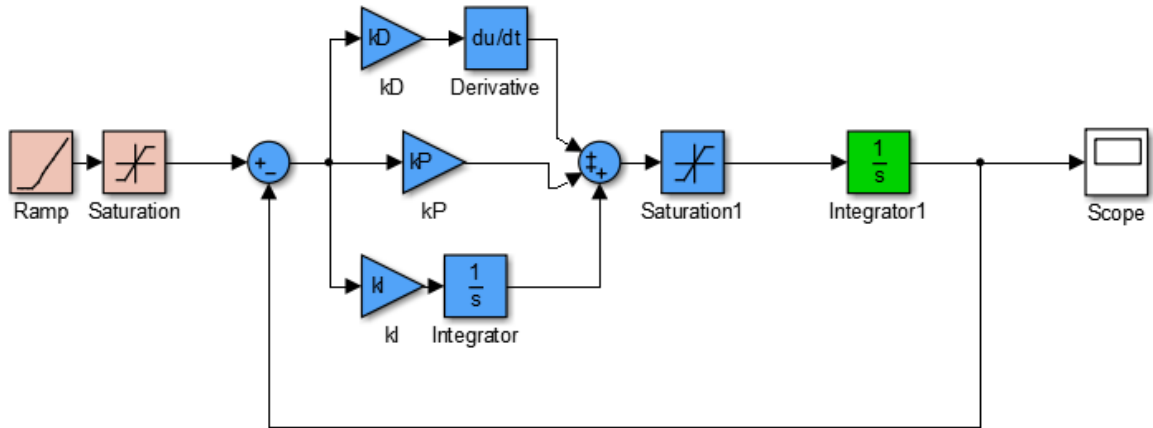 kD
du/dt
kD
Derivative
Ramp
Saturation
+
−
kP
kP
+
+
+
Saturation1
1
s
Integrator1
Scope
kI
1
s
kI
Integrator